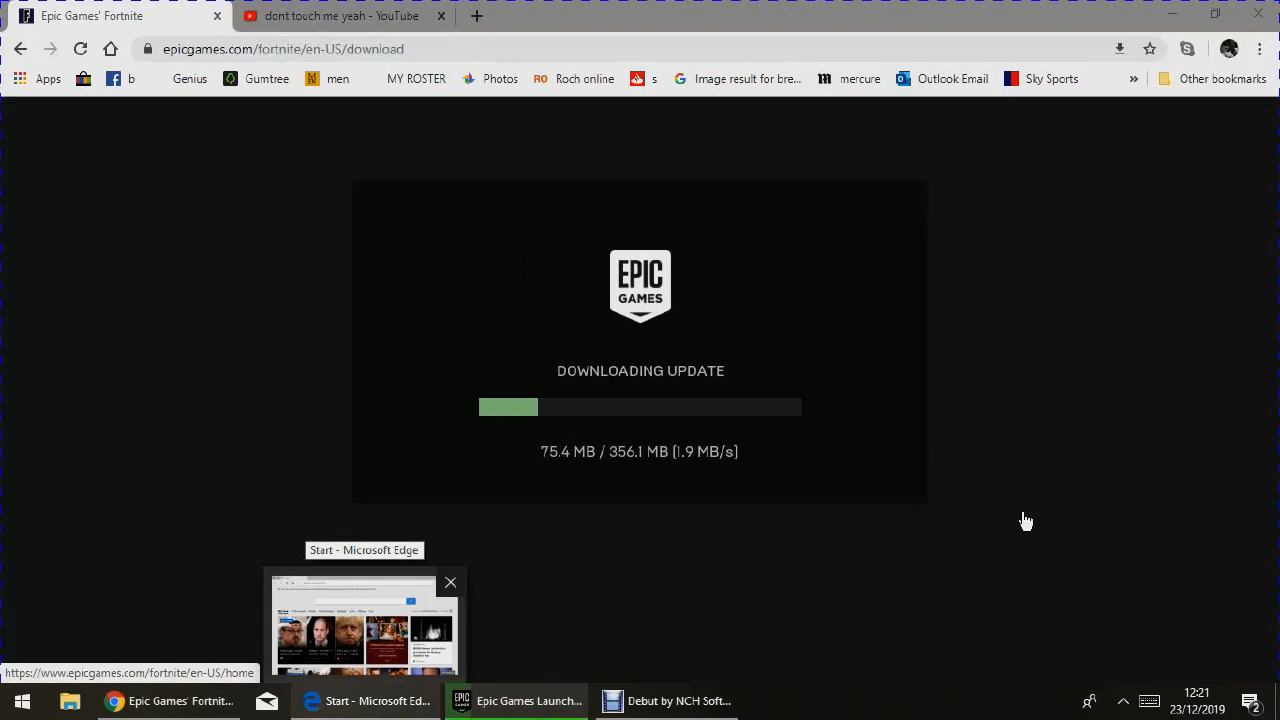 Epic Games' Fortnite
dont touch me yeah - YouTube
epicgames.com/fortnite/en-US/download
Apps
b
Genius
Gumtree
men
MY ROSTER
Photos
RO
Roch online
s
Image result for bre...
mercure
Outlook Email
Sky Sports
»
Other bookmarks
EPIC
GAMES
DOWNLOADING UPDATE
75.4 MB / 356.1 MB [1.9 MB/s]
Start - Microsoft Edge
https://www.epicgames.com/fortnite/en-US/home
Epic Games' Fortnit...
Start - Microsoft Ed...
Epic Games Launch...
Debut by NCH Soft...
12:21
23/12/2019
2